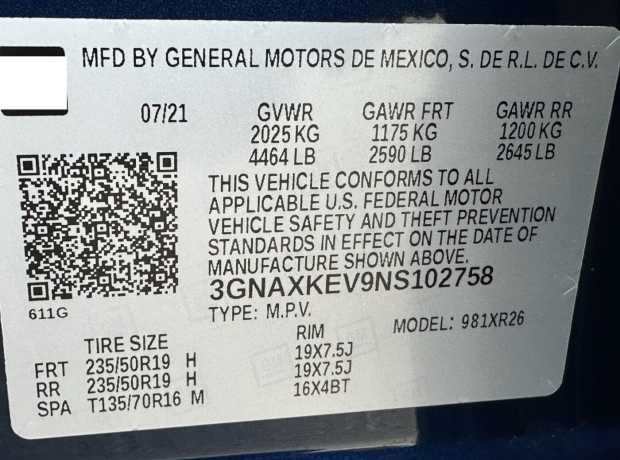 MFD BY GENERAL MOTORS DE MEXICO, S. DE R.L. DE C.V.
07/21 GVWR GAWR FRT GAWR RR
2025 KG 1175 KG 1200 KG
4464 LB 2590 LB 2645 LB
THIS VEHICLE CONFORMS TO ALL
APPLICABLE U.S. FEDERAL MOTOR
VEHICLE SAFETY AND THEFT PREVENTION
STANDARDS IN EFFECT ON THE DATE OF
MANUFACTURE SHOWN ABOVE.
3GNAXKEV9NS102758
611G
TYPE: M.P.V. MODEL: 981XR26
TIRE SIZE RIM
FRT 235/50R19 H 19X7.5J
RR 235/50R19 H 19X7.5J
SPA T135/70R16 M 16X4BT